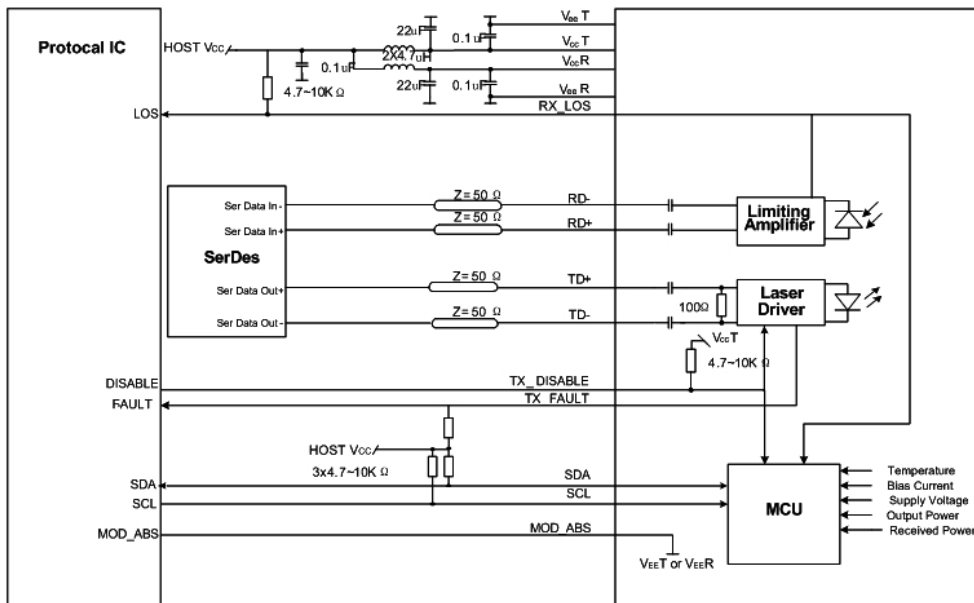 Protocal IC
HOST Vcc
22uF
0.1uF
Vee T
Vcc T
2X4.7uH
0.1uF
Vcc R
22uF
0.1uF
4.7~10K Ω
Vee R
LOS
RX_LOS
Ser Data In -
Z= 50 Ω
RD-
Ser Data In+
Z= 50 Ω
RD+
Limiting
Amplifier
SerDes
Ser Data Out+
Z= 50 Ω
TD+
100Ω
Laser
Driver
Ser Data Out -
Z= 50 Ω
TD-
VccT
4.7~10K Ω
DISABLE
TX_DISABLE
FAULT
TX_FAULT
HOST Vcc
3x4.7~10K Ω
SDA
SDA
SCL
SCL
MCU
Temperature
Bias Current
Supply Voltage
Output Power
Received Power
MOD_ABS
MOD_ABS
VEET or VEER